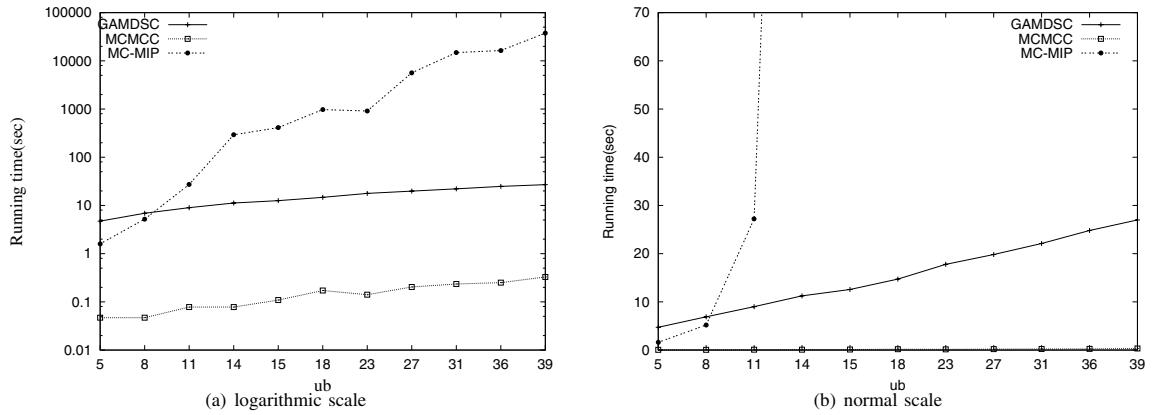 GAMDSC
MCMCC
MC-MIP
100000
10000
1000
100
10
1
0.1
0.01
Running time(sec)
5 8 11 14 15 18 23 27 31 36 39
ub
(a) logarithmic scale
GAMDSC
MCMCC
MC-MIP
70
60
50
40
30
20
10
0
Running time(sec)
5 8 11 14 15 18 23 27 31 36 39
ub
(b) normal scale